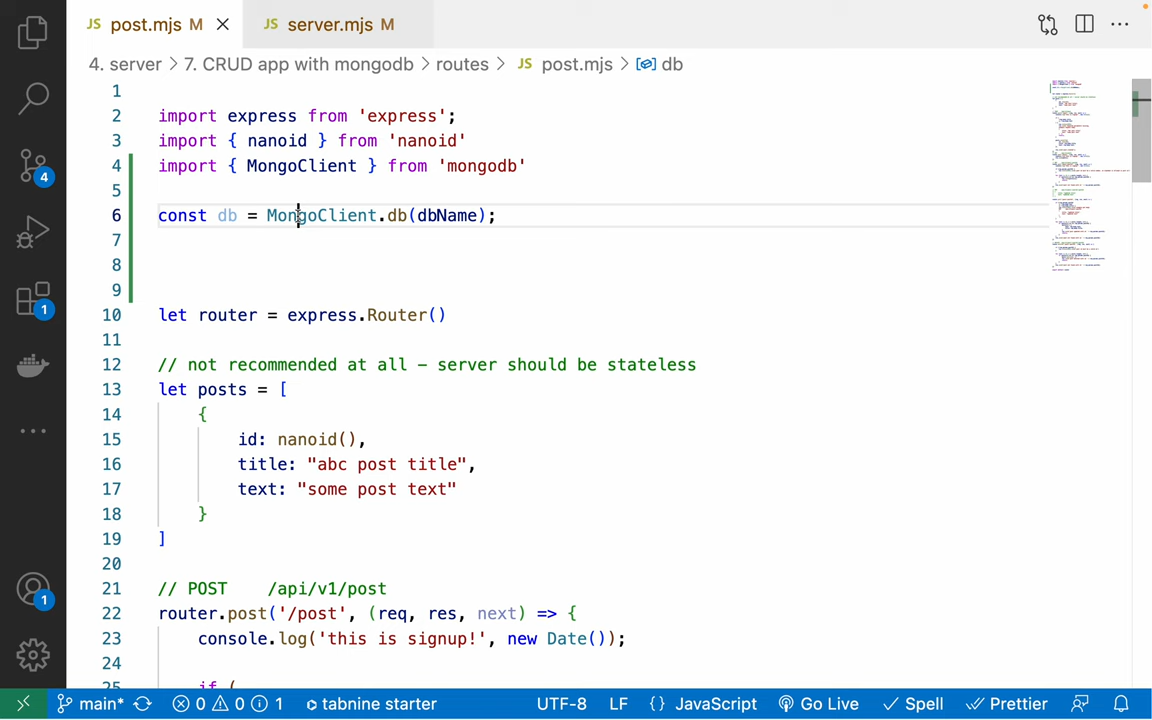 JS post.mjs M
JS server.mjs M
4. server > 7. CRUD app with mongodb > routes > JS post.mjs > db
1
2 import express from 'express';
3 import { nanoid } from 'nanoid'
4 import { MongoClient } from 'mongodb'
5
6 const db = MongoClient.db(dbName);
7
8
9
10 let router = express.Router()
11
12 // not recommended at all – server should be stateless
13 let posts = [
14 {
15 id: nanoid(),
16 title: "abc post title",
17 text: "some post text"
18 }
19 ]
20
21 // POST /api/v1/post
22 router.post('/post', (req, res, next) => {
23 console.log('this is signup!', new Date());
24
25 if (
4
1
1
main* 0 0 1 tabnine starter UTF-8 LF {} JavaScript Go Live Spell Prettier